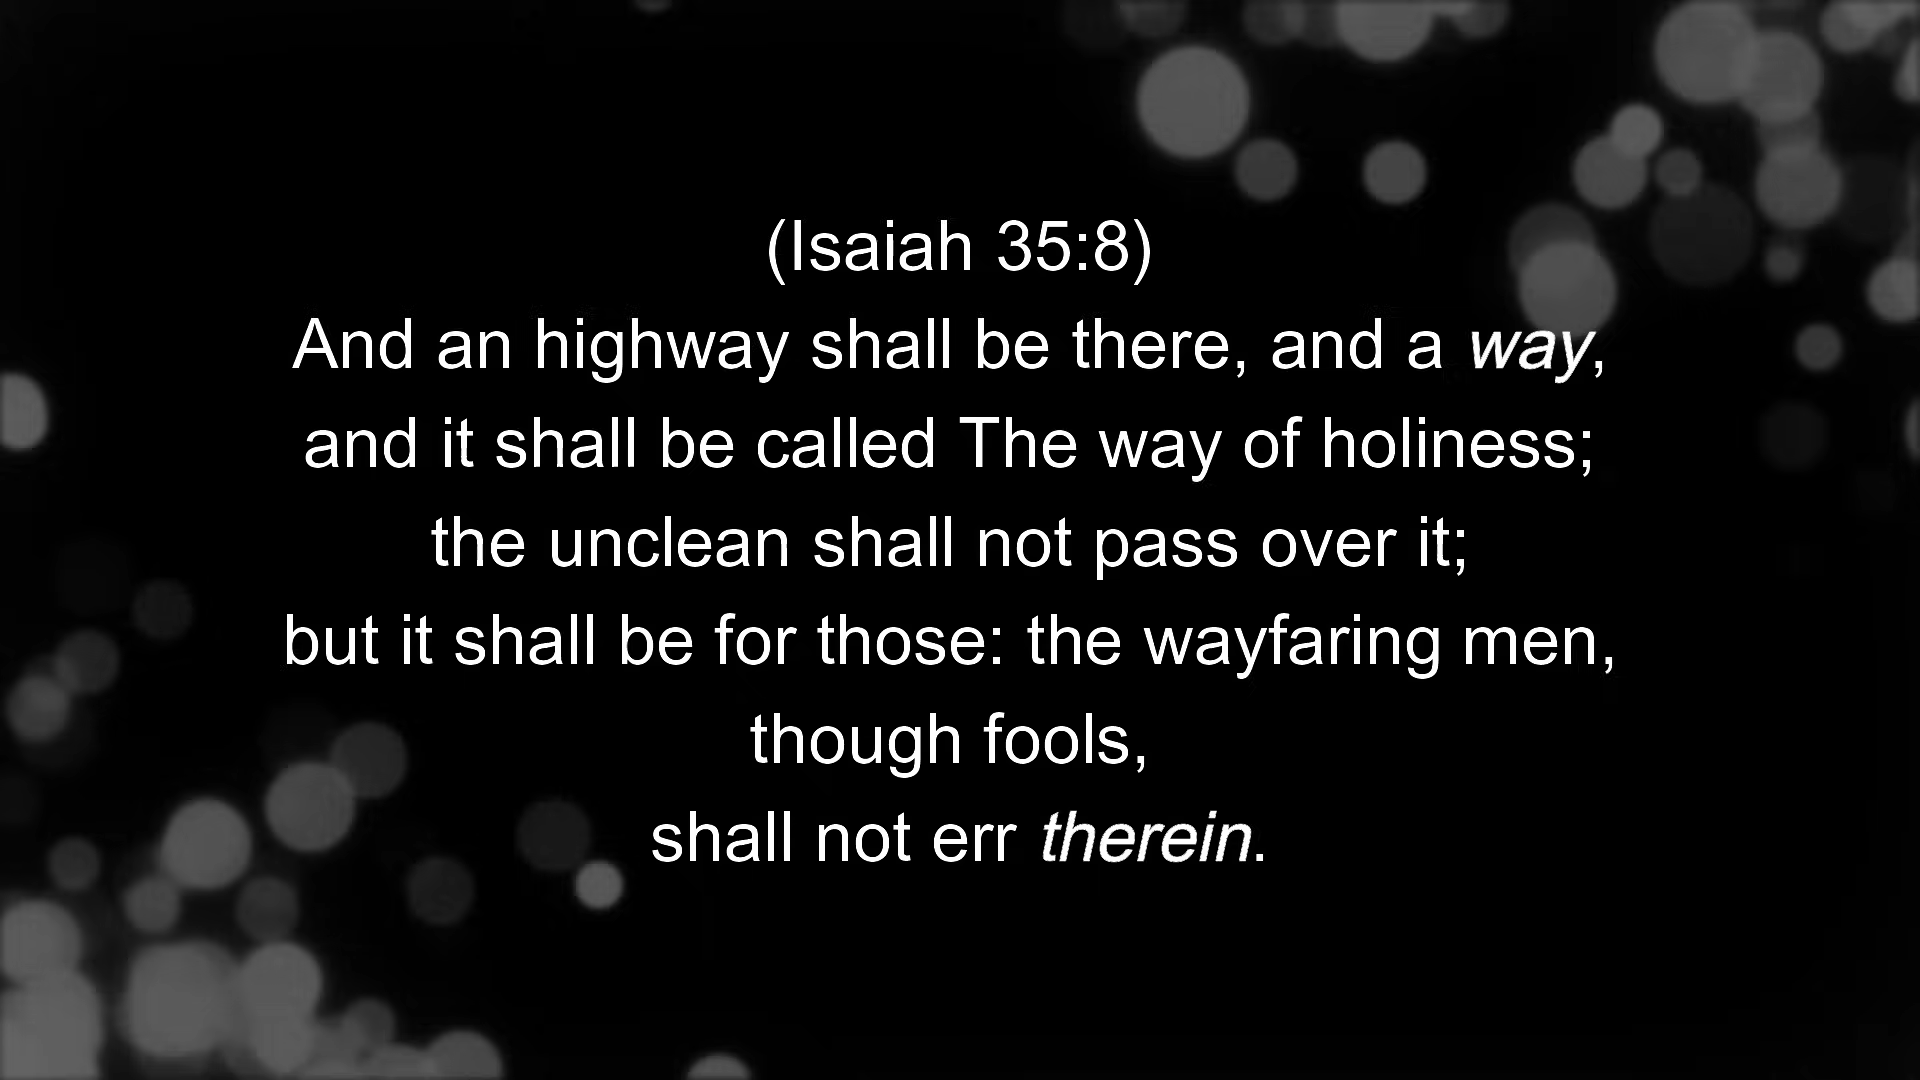 (Isaiah 35:8)
And an highway shall be there, and a way,
and it shall be called The way of holiness;
the unclean shall not pass over it;
but it shall be for those: the wayfaring men,
though fools,
shall not err therein.